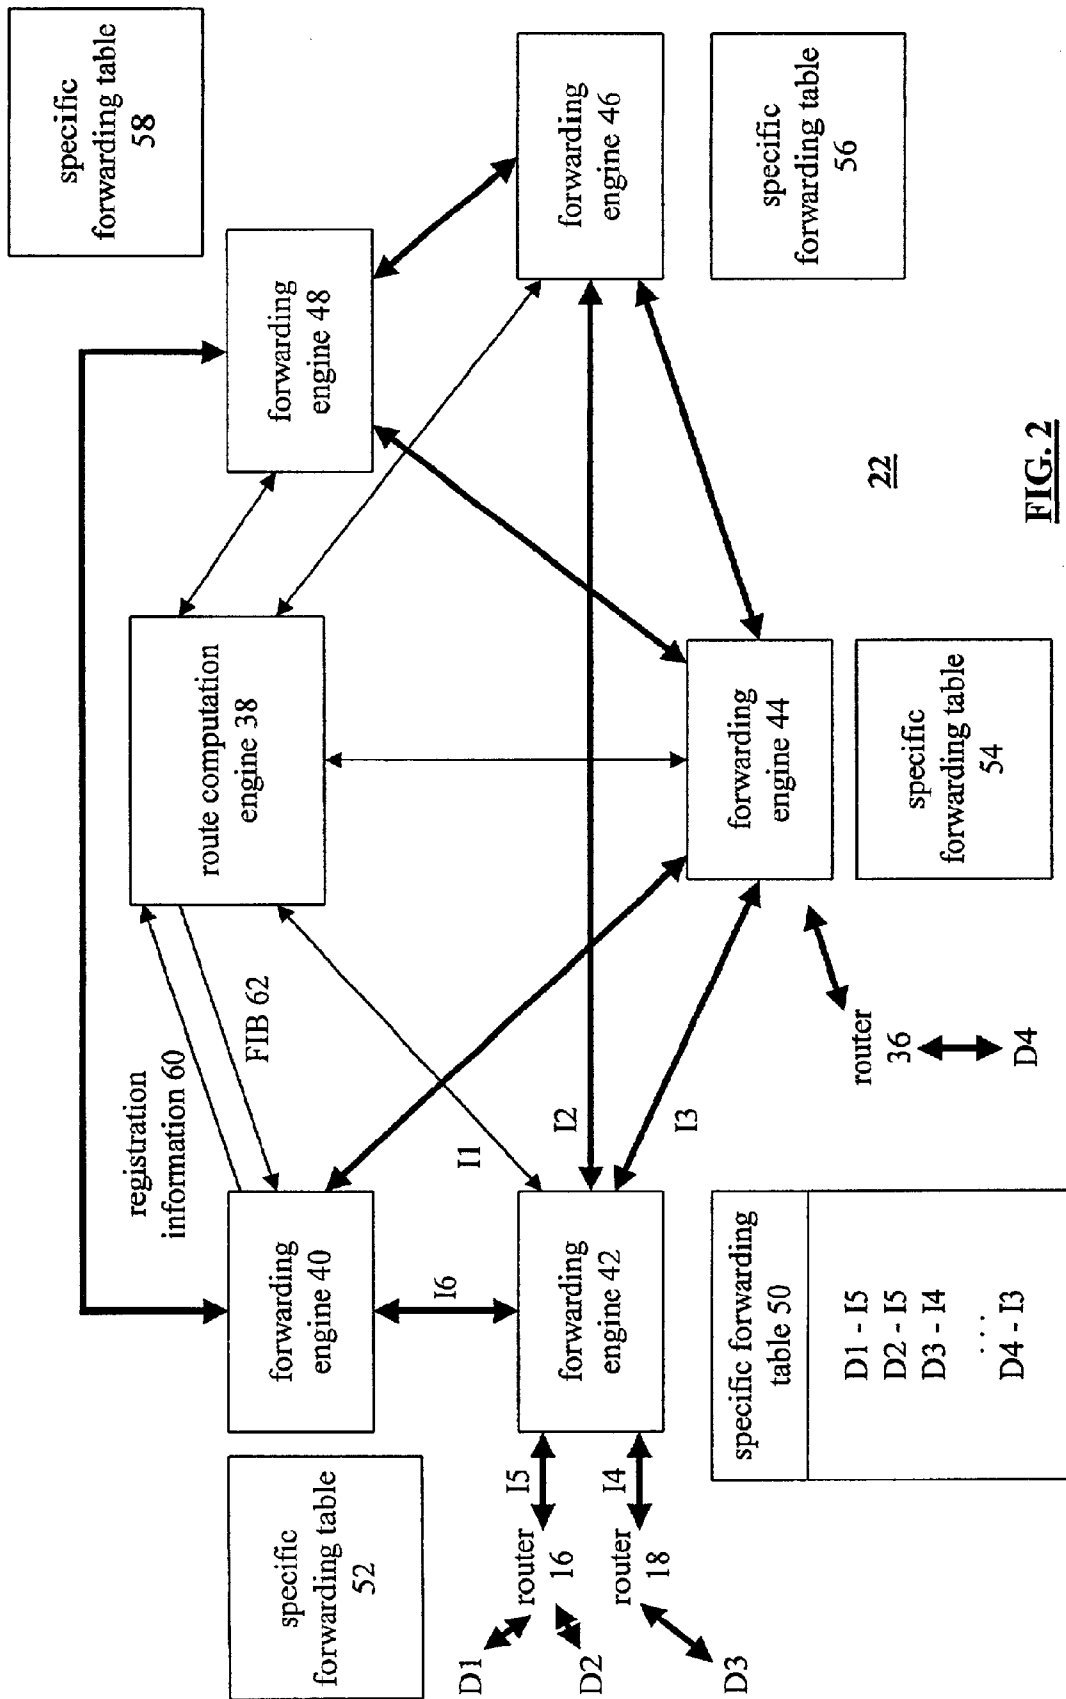 specific
forwarding table
58
forwarding
engine 48
forwarding
engine 46
specific
forwarding table
56
route computation
engine 38
registration
information 60
FIB 62
forwarding
engine 40
I6
I1
I2
I3
forwarding
engine 42
forwarding
engine 44
specific
forwarding table
54
specific
forwarding table
52
I5
I4
router
16
router
18
D1
D2
D3
router
36
D4
specific forwarding
table 50
D1 - I5
D2 - I5
D3 - I4
. . .
D4 - I3
22
FIG. 2